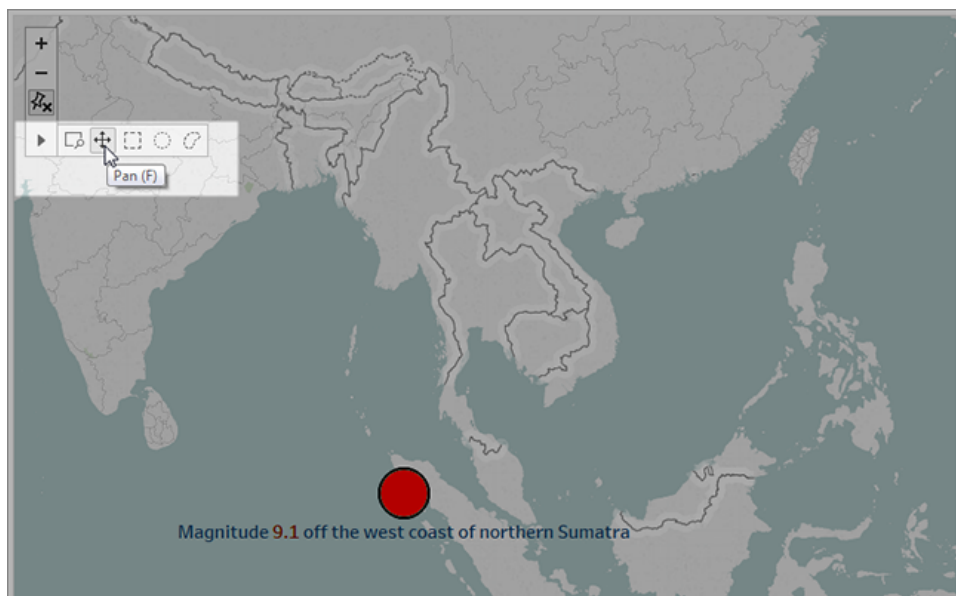 +
−
Pan (F)
Magnitude 9.1 off the west coast of northern Sumatra